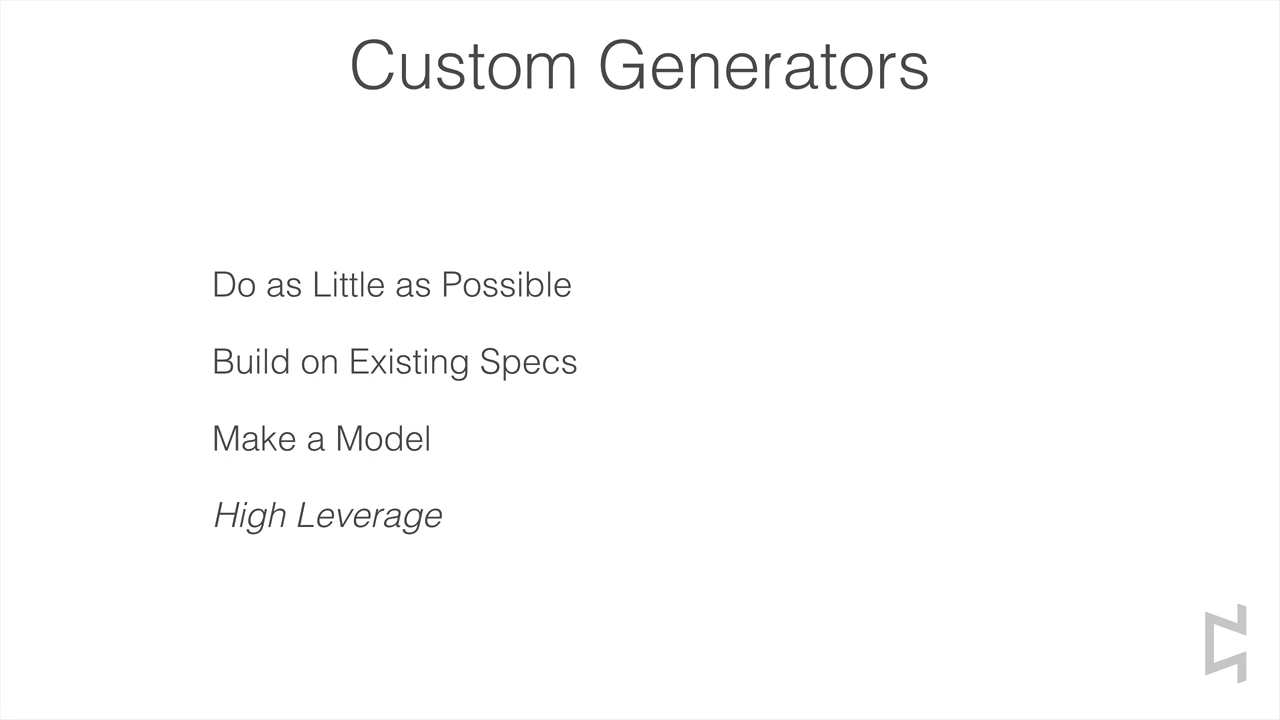 Custom Generators
Do as Little as Possible
Build on Existing Specs
Make a Model
High Leverage